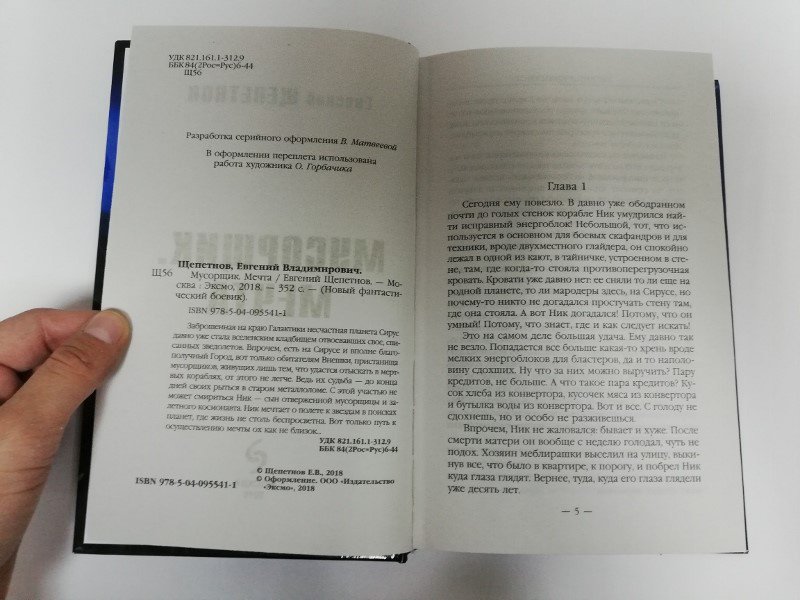 УДК 821.161.1-312.9
ББК 84(2Рос=Рус)6-44
Щ56
Разработка серийного оформления В. Матвеевой
В оформлении переплета использована
работа художника О. Горбачика
Щепетнов, Евгений Владимирович.
Щ56 Мусорщик. Мечта / Евгений Щепетнов. — Мо-
сква : Эксмо, 2018. — 352 с. — (Новый фантасти-
ческий боевик).
ISBN 978-5-04-095541-1
Заброшенная на краю Галактики несчастная планета Сирус
давно уже стала вселенским кладбищем отвоевавших свое, спи-
санных звездолетов. Впрочем, есть на Сирусе и вполне благо-
получный Город, вот только обитателям Внешки, пристанища
мусорщиков, живущих лишь тем, что удастся отыскать в мерт-
вых кораблях, от этого не легче. Ведь их судьба — до конца
дней своих рыться в старом металлоломе. С этой участью не
может смириться Ник — сын отверженной мусорщицы и за-
летного космонавта. Ник мечтает о полете к звездам в поисках
планет, где жизнь не столь беспросветна. Вот только путь к
осуществлению мечты ох как не близок...
УДК 821.161.1-312.9
ББК 84(2Рос=Рус)6-44
© Щепетнов Е.В., 2018
© Оформление. ООО «Издательство
«Эксмо», 2018
ISBN 978-5-04-095541-1
Глава 1
Сегодня ему повезло. В давно уже ободранном
почти до голых стенок корабле Ник умудрился най-
ти исправный энергоблок! Небольшой, тот, что ис-
пользуется в основном для боевых скафандров и для
техники, вроде двухместного глайдера, он спокойно
лежал в одной из кают, в тайничке, устроенном в сте-
не, там, где когда-то стояла противоперегрузочная
кровать. Кровати уже давно нет: ее сняли то ли еще на
родной планете, то ли мародеры здесь, на Сирусе, но
почему-то никто не догадался простучать стену там,
где она стояла. А вот Ник догадался! Потому, что он
умный! Потому, что знает, где и как следует искать!
Это на самом деле большая удача. Ему давно так
не везло. Попадается все больше какая-то хрень вроде
мелких энергоблоков для бластеров, да и то наполо-
вину сдохших. Ну что за них можно выручить? Пару
кредитов, не больше. А что такое пара кредитов? Ку-
сок хлеба из конвертора, кусочек мяса из конвертора
и бутылка воды из конвертора. Вот и все. С голоду не
сдохнешь, но и особо не разживешься.
Впрочем, Ник не жаловался: бывает и хуже. После
смерти матери он вообще с неделю голодал, чуть не
подох. Хозяин меблирашки выселил на улицу, выки-
нув все, что было в квартире, к порогу, и побрел Ник
куда глаза глядят. Вернее, туда, куда его глаза глядели
уже десять лет.
— 5 —